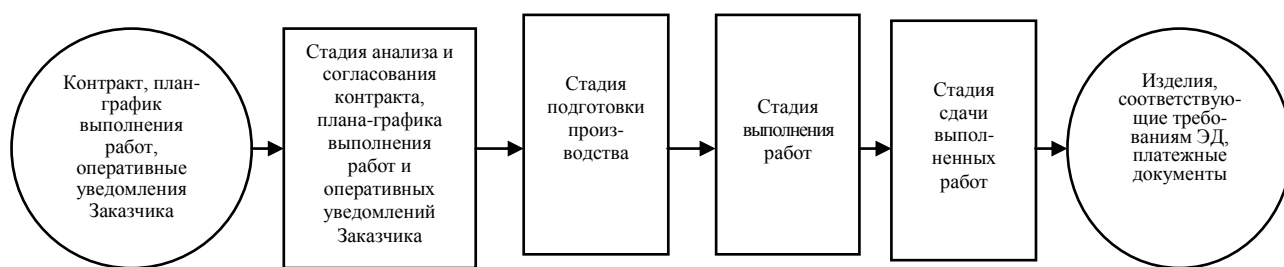 Контракт, план-
график
выполнения
работ,
оперативные
уведомления
Заказчика
Стадия анализа и
согласования
контракта,
плана-графика
выполнения
работ и
оперативных
уведомлений
Заказчика
Стадия
подготовки
произ-
водства
Стадия
выполнения
работ
Стадия
сдачи
выпол-
ненных
работ
Изделия,
соответствую-
щие требо-
ваниям ЭД,
платежные
документы